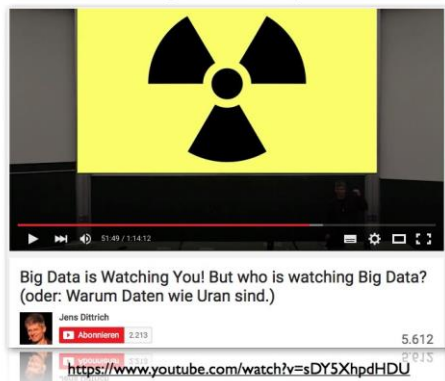 51:49 / 1:14:12
Big Data is Watching You! But who is watching Big Data?
(oder: Warum Daten wie Uran sind.)
Jens Dittrich
Abonnieren 2.213
5.612
https://www.youtube.com/watch?v=sDY5XhpdHDU